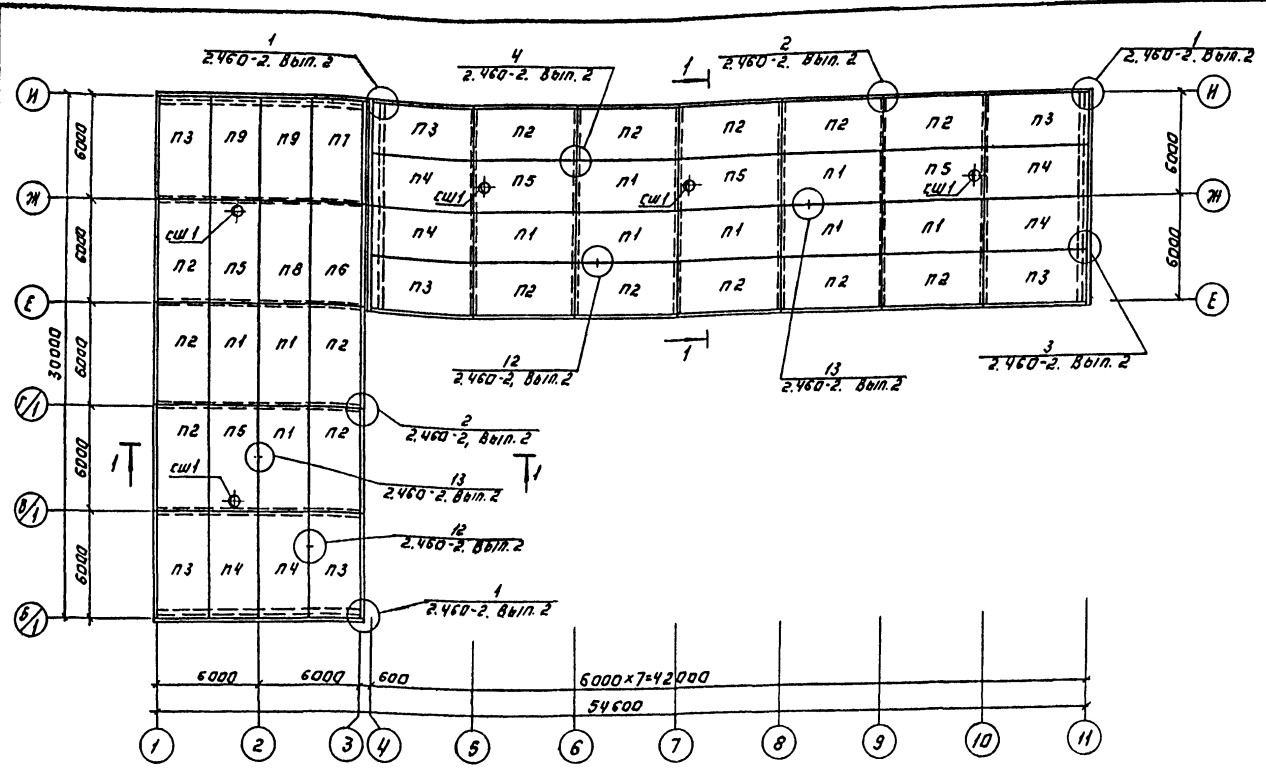 1
2.460-2. Вып. 2
4
2.460-2. Вып. 2
1
2
2.460-2. Вып. 2
1
2.460-2. Вып. 2
И
И
6000
П3 П9 П9 П7
П3 П2 П2 П2 П2 П2 П3
6000
Ж
П4 П5 П1 П5 П1 П5 П4
сш1 сш1 сш1
Ж
сш1
6000
П2 П5 П8 П6
П4 П1 П1 П1 П1 П1 П4
6000
П3 П2 П2 П2 П2 П2 П3
Е
Е
30000
6000
П2 П1 П1 П2
1
12
2.460-2, Вып. 2
13
2.460-2. Вып. 2
3
2.460-2. Вып. 2
Г/1
6000
П2 П5 П1 П2
2
2.460-2, Вып. 2
1
1
сш1
13
2.460-2. Вып. 2
В/1
6000
12
2.460-2. Вып. 2
П3 П4 П4 П3
1
2.460-2. Вып. 2
Б/1
6000 6000 600 6000×7=42000
54600
1 2 3 4 5 6 7 8 9 10 11